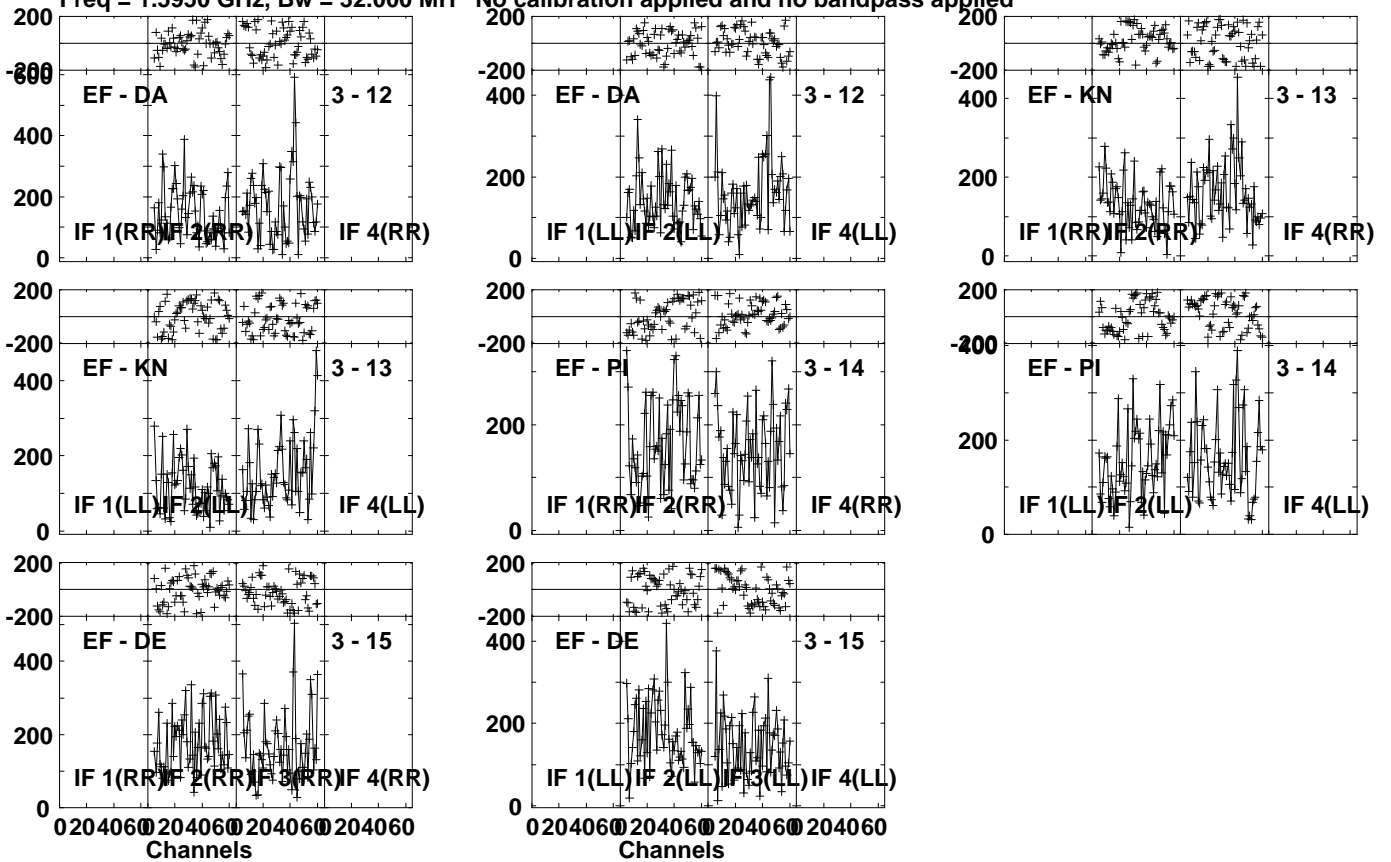 Freq = 1.5950 GHz, Bw = 32.000 MH No calibration applied and no bandpass applied
200
-200
600
EF - DA
3 - 12
400
200
0
IF 1(RR)
IF 2(RR)
IF 4(RR)
200
-200
EF - DA
3 - 12
400
200
0
IF 1(LL)
IF 2(LL)
IF 4(LL)
200
-200
EF - KN
3 - 13
400
200
0
IF 1(RR)
IF 2(RR)
IF 4(RR)
200
-200
EF - KN
3 - 13
400
200
0
IF 1(LL)
IF 2(LL)
IF 4(LL)
200
-200
EF - PI
3 - 14
200
0
IF 1(RR)
IF 2(RR)
IF 4(RR)
200
-200
400
EF - PI
3 - 14
200
0
IF 1(LL)
IF 2(LL)
IF 4(LL)
200
-200
EF - DE
3 - 15
400
200
0
IF 1(RR)
IF 2(RR)
IF 3(RR)
IF 4(RR)
0 20 40 60 0 20 40 60 0 20 40 60 0 20 40 60
Channels
200
-200
EF - DE
3 - 15
400
200
0
IF 1(LL)
IF 2(LL)
IF 3(LL)
IF 4(LL)
0 20 40 60 0 20 40 60 0 20 40 60 0 20 40 60
Channels